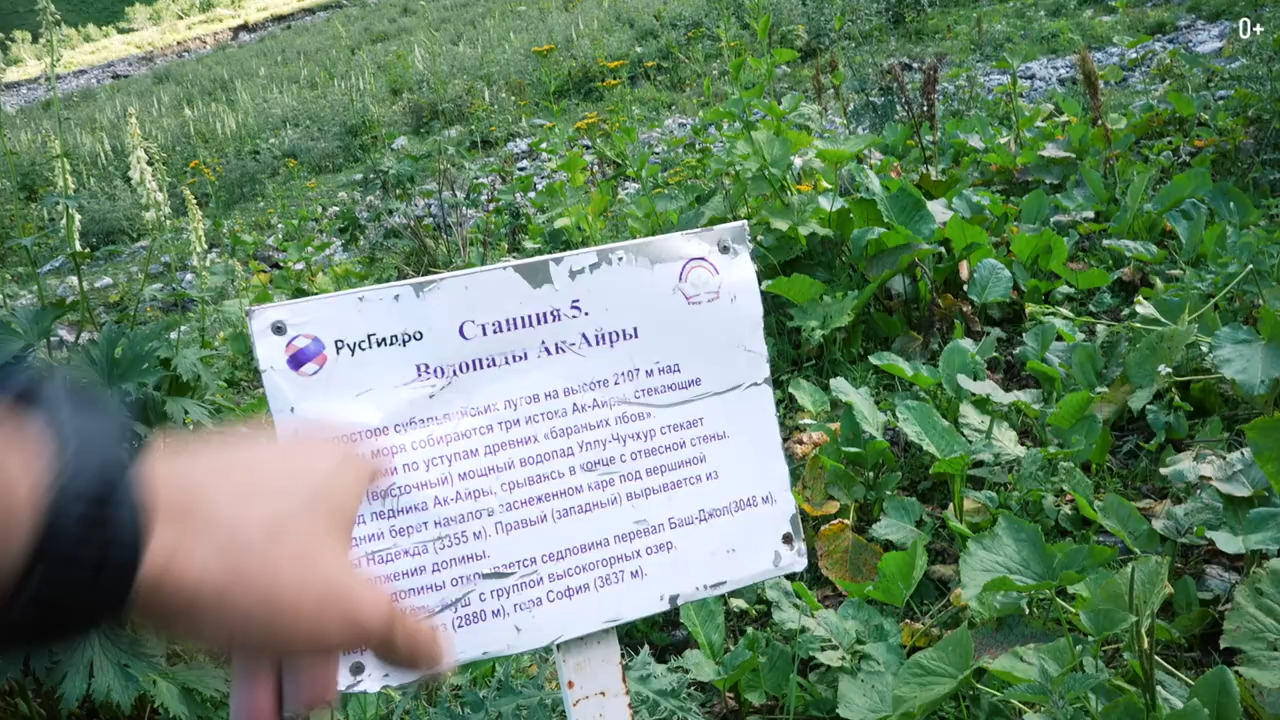 0+
РусГидро
Станция 5.
Водопады Ак-Айры
просторе субальпийских лугов на высоте 2107 м над
моря собираются три истока Ак-Айры, стекающие
по уступам древних «бараньих лбов».
(восточный) мощный водопад Уллу-Чучхур стекает
ледника Ак-Айры, срываясь в конце с отвесной стены.
берет начало в заснеженном каре под вершиной
Надежда (3355 м). Правый (западный) вырывается из
долины.
долины открывается седловина перевал Баш-Джол(3048 м).
с группой высокогорных озер,
(2880 м), гора София (3637 м).